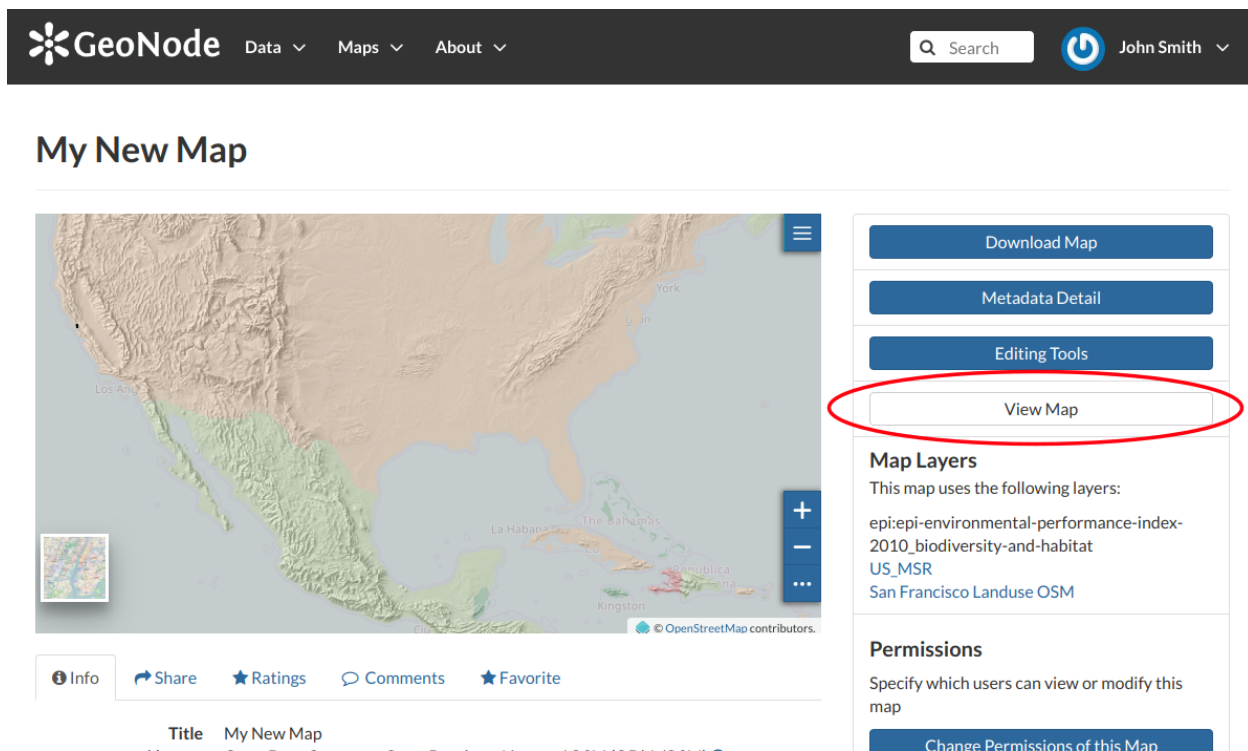 GeoNode Data Maps About Search John Smith
My New Map
Download Map
Metadata Detail
Editing Tools
View Map
Map Layers
This map uses the following layers:
epi:epi-environmental-performance-index-
2010_biodiversity-and-habitat
US_MSR
San Francisco Landuse OSM
Permissions
Specify which users can view or modify this
map
Change Permissions of this Map
York
Los Ang
La Habana
The Bahamas
Kingston
© OpenStreetMap contributors.
Info Share Ratings Comments Favorite
Title My New Map